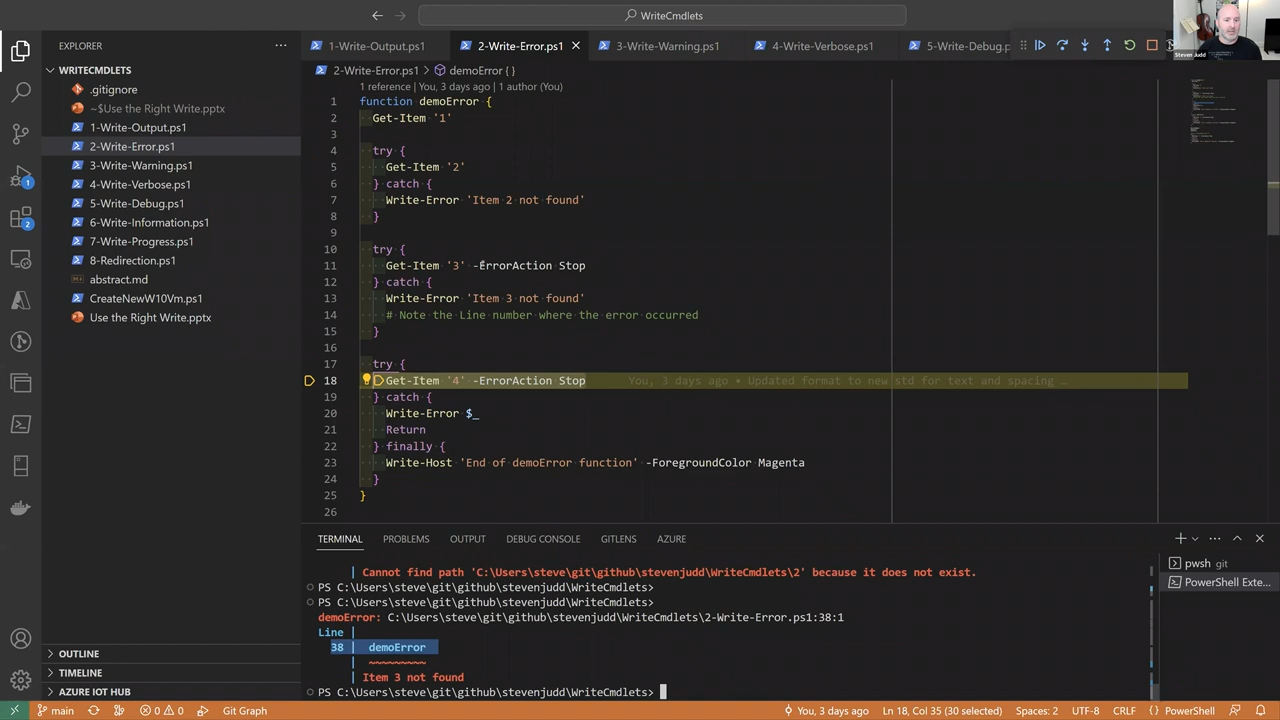 WriteCmdlets
Steven Judd
EXPLORER
WRITECMDLETS
.gitignore
~$Use the Right Write.pptx
1-Write-Output.ps1
2-Write-Error.ps1
3-Write-Warning.ps1
4-Write-Verbose.ps1
5-Write-Debug.ps1
6-Write-Information.ps1
7-Write-Progress.ps1
8-Redirection.ps1
abstract.md
CreateNewW10Vm.ps1
Use the Right Write.pptx
OUTLINE
TIMELINE
AZURE IOT HUB
1
2
1-Write-Output.ps1
2-Write-Error.ps1
3-Write-Warning.ps1
4-Write-Verbose.ps1
5-Write-Debug.p
2-Write-Error.ps1 > demoError { }
1 reference | You, 3 days ago | 1 author (You)
1 function demoError {
2 Get-Item '1'
3
4 try {
5 Get-Item '2'
6 } catch {
7 Write-Error 'Item 2 not found'
8 }
9
10 try {
11 Get-Item '3' -ErrorAction Stop
12 } catch {
13 Write-Error 'Item 3 not found'
14 # Note the Line number where the error occurred
15 }
16
17 try {
18 Get-Item '4' -ErrorAction Stop You, 3 days ago • Updated format to new std for text and spacing …
19 } catch {
20 Write-Error $_
21 Return
22 } finally {
23 Write-Host 'End of demoError function' -ForegroundColor Magenta
24 }
25 }
26
TERMINAL PROBLEMS OUTPUT DEBUG CONSOLE GITLENS AZURE
| Cannot find path 'C:\Users\steve\git\github\stevenjudd\WriteCmdlets\2' because it does not exist.
PS C:\Users\steve\git\github\stevenjudd\WriteCmdlets>
PS C:\Users\steve\git\github\stevenjudd\WriteCmdlets>
demoError: C:\Users\steve\git\github\stevenjudd\WriteCmdlets\2-Write-Error.ps1:38:1
Line |
38 | demoError
| ~~~~~~~~~
| Item 3 not found
PS C:\Users\steve\git\github\stevenjudd\WriteCmdlets>
pwsh git
PowerShell Exte...
main 0 0 Git Graph You, 3 days ago Ln 18, Col 35 (30 selected) Spaces: 2 UTF-8 CRLF { } PowerShell